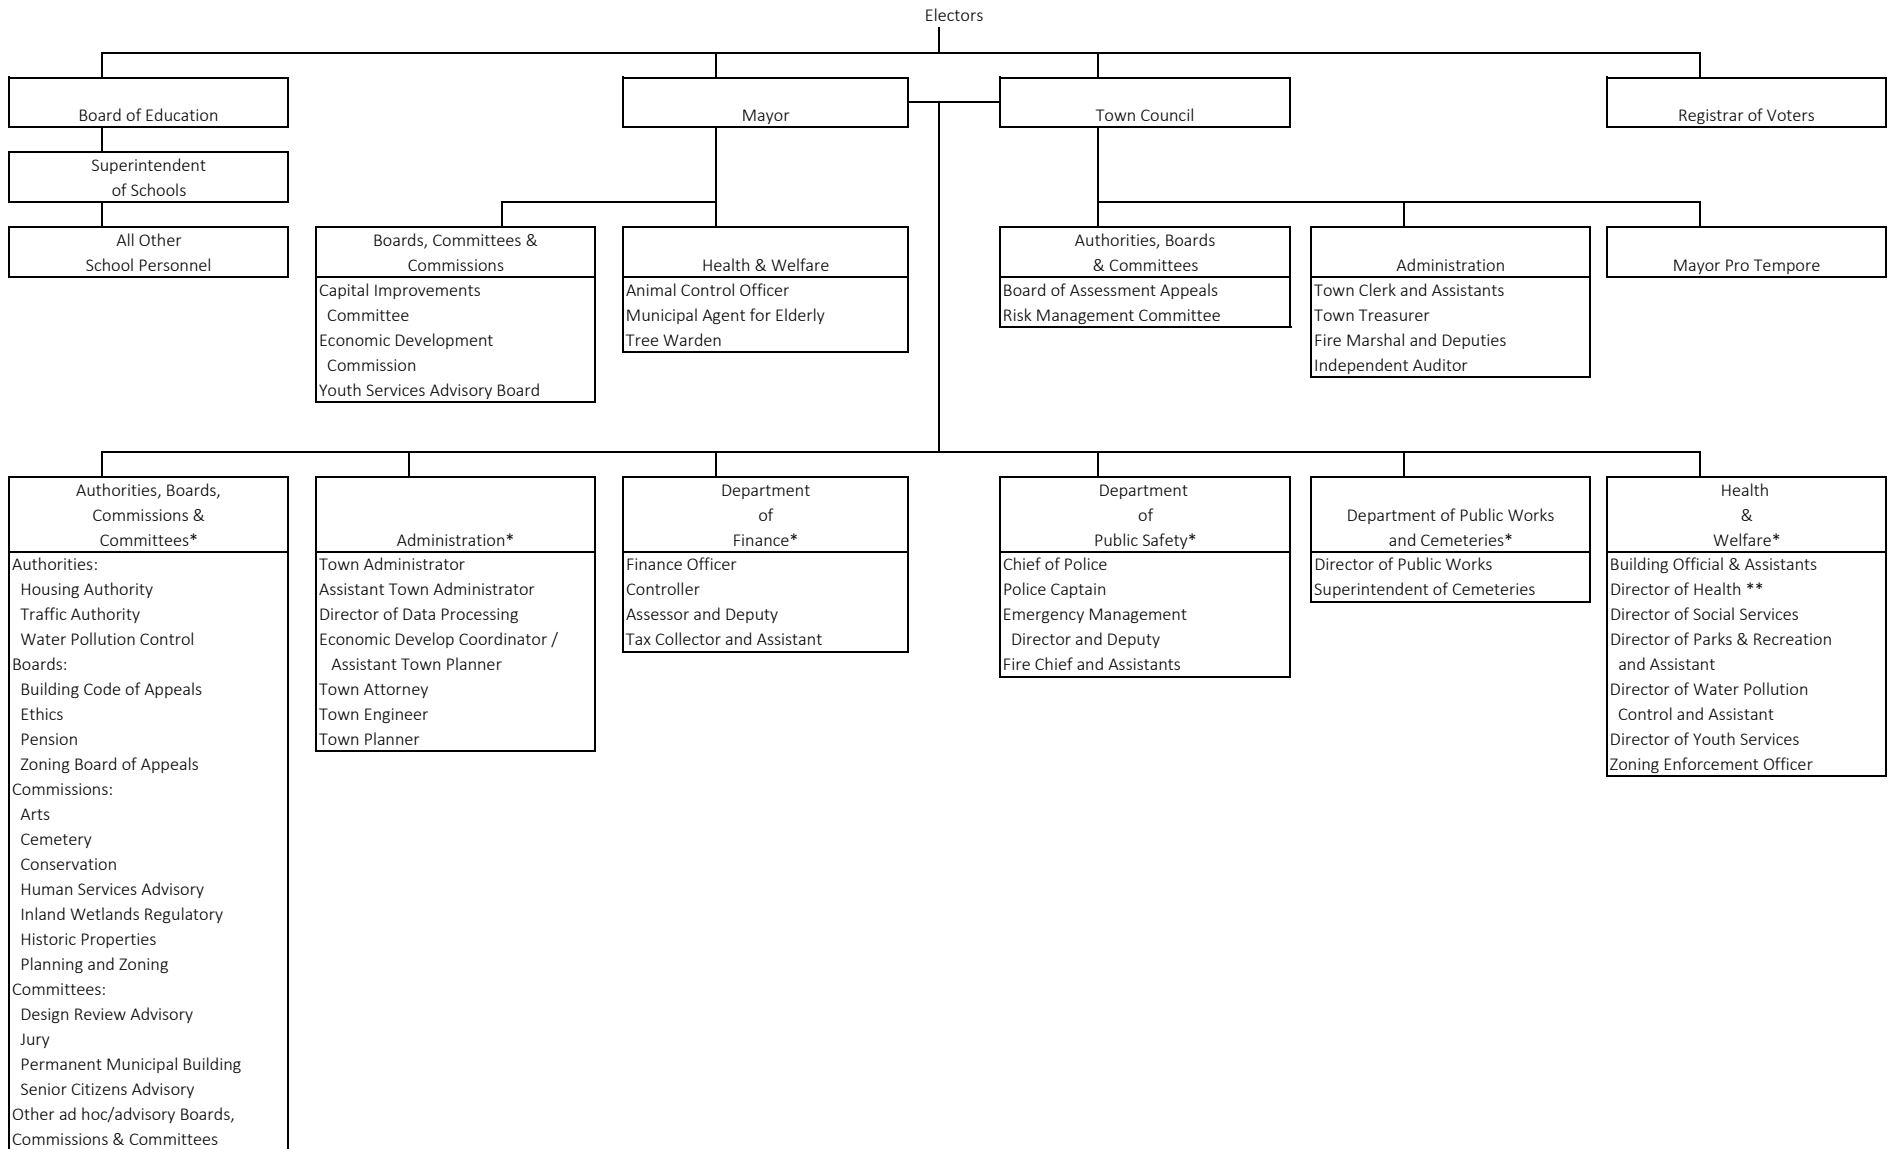 Electors
Board of Education
Mayor
Town Council
Registrar of Voters
Superintendent
of Schools
All Other
School Personnel
Boards, Committees &
Commissions
Capital Improvements
Committee
Economic Development
Commission
Youth Services Advisory Board
Health & Welfare
Animal Control Officer
Municipal Agent for Elderly
Tree Warden
Authorities, Boards
& Committees
Board of Assessment Appeals
Risk Management Committee
Administration
Town Clerk and Assistants
Town Treasurer
Fire Marshal and Deputies
Independent Auditor
Mayor Pro Tempore
Authorities, Boards,
Commissions &
Committees*
Authorities:
Housing Authority
Traffic Authority
Water Pollution Control
Boards:
Building Code of Appeals
Ethics
Pension
Zoning Board of Appeals
Commissions:
Arts
Cemetery
Conservation
Human Services Advisory
Inland Wetlands Regulatory
Historic Properties
Planning and Zoning
Committees:
Design Review Advisory
Jury
Permanent Municipal Building
Senior Citizens Advisory
Other ad hoc/advisory Boards,
Commissions & Committees
Administration*
Town Administrator
Assistant Town Administrator
Director of Data Processing
Economic Develop Coordinator /
Assistant Town Planner
Town Attorney
Town Engineer
Town Planner
Department
of
Finance*
Finance Officer
Controller
Assessor and Deputy
Tax Collector and Assistant
Department
of
Public Safety*
Chief of Police
Police Captain
Emergency Management
Director and Deputy
Fire Chief and Assistants
Department of Public Works
and Cemeteries*
Director of Public Works
Superintendent of Cemeteries
Health
&
Welfare*
Building Official & Assistants
Director of Health **
Director of Social Services
Director of Parks & Recreation
and Assistant
Director of Water Pollution
Control and Assistant
Director of Youth Services
Zoning Enforcement Officer